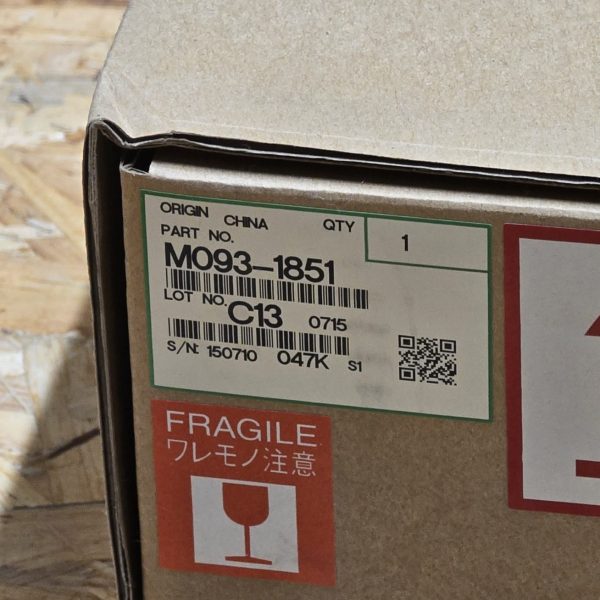 ORIGIN CHINA QTY 1
PART NO.
M093-1851
LOT NO. C13 0715
S/N: 150710 047K S1
FRAGILE
ワレモノ注意